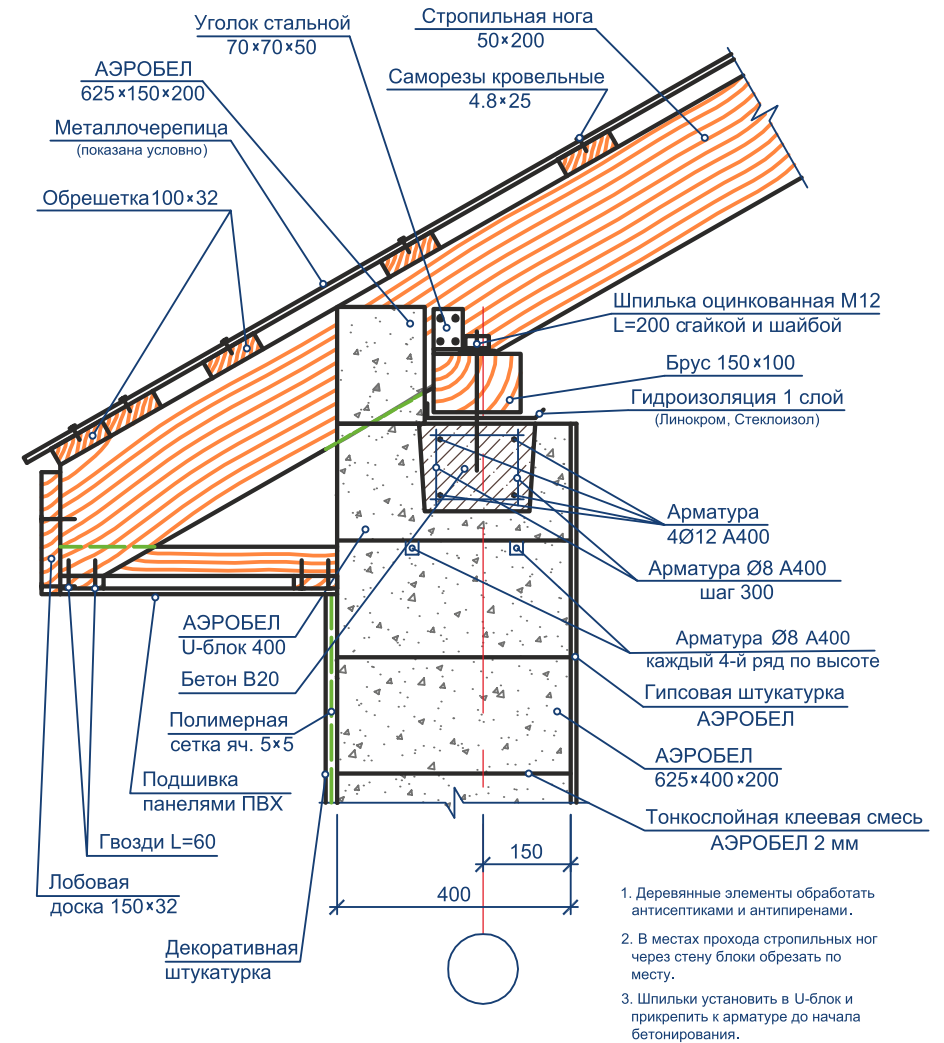 Уголок стальной
70×70×50
Стропильная нога
50×200
АЭРОБЕЛ
625×150×200
Саморезы кровельные
4.8×25
Металлочерепица
(показана условно)
Обрешетка100×32
Шпилька оцинкованная М12
L=200 сгайкой и шайбой
Брус 150×100
Гидроизоляция 1 слой
(Линокром, Стеклоизол)
Арматура
4Ø12 А400
Арматура Ø8 А400
шаг 300
АЭРОБЕЛ
U-блок 400
Арматура Ø8 А400
каждый 4-й ряд по высоте
Бетон В20
Гипсовая штукатурка
АЭРОБЕЛ
Полимерная
сетка яч. 5×5
АЭРОБЕЛ
625×400×200
Подшивка
панелями ПВХ
Тонкослойная клеевая смесь
АЭРОБЕЛ 2 мм
Гвозди L=60
150
Лобовая
доска 150×32
400
1. Деревянные элементы обработать
антисептиками и антипиренами.
Декоративная
штукатурка
2. В местах прохода стропильных ног
через стену блоки обрезать по
месту.
3. Шпильки установить в U-блок и
прикрепить к арматуре до начала
бетонирования.